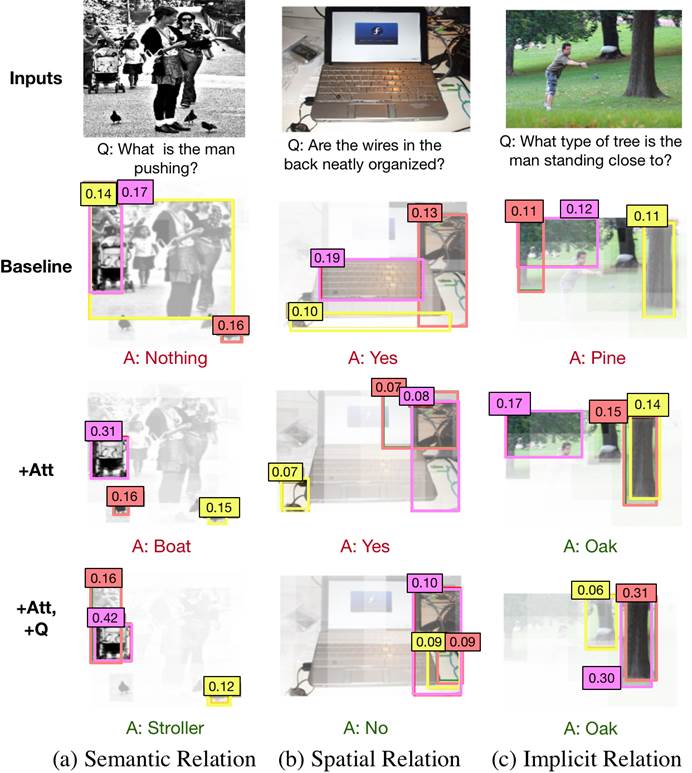 Inputs
Q: What is the man
pushing?
Q: Are the wires in the
back neatly organized?
Q: What type of tree is the
man standing close to?
Baseline
0.14 0.17
0.16
A: Nothing
0.13
0.19
0.10
A: Yes
0.11 0.12 0.11
A: Pine
+Att
0.31
0.16
0.15
A: Boat
0.07
0.08
0.07
A: Yes
0.17
0.15
0.14
A: Oak
+Att,
+Q
0.16
0.42
0.12
A: Stroller
0.10
0.09 0.09
A: No
0.06 0.31
0.30
A: Oak
(a) Semantic Relation (b) Spatial Relation (c) Implicit Relation